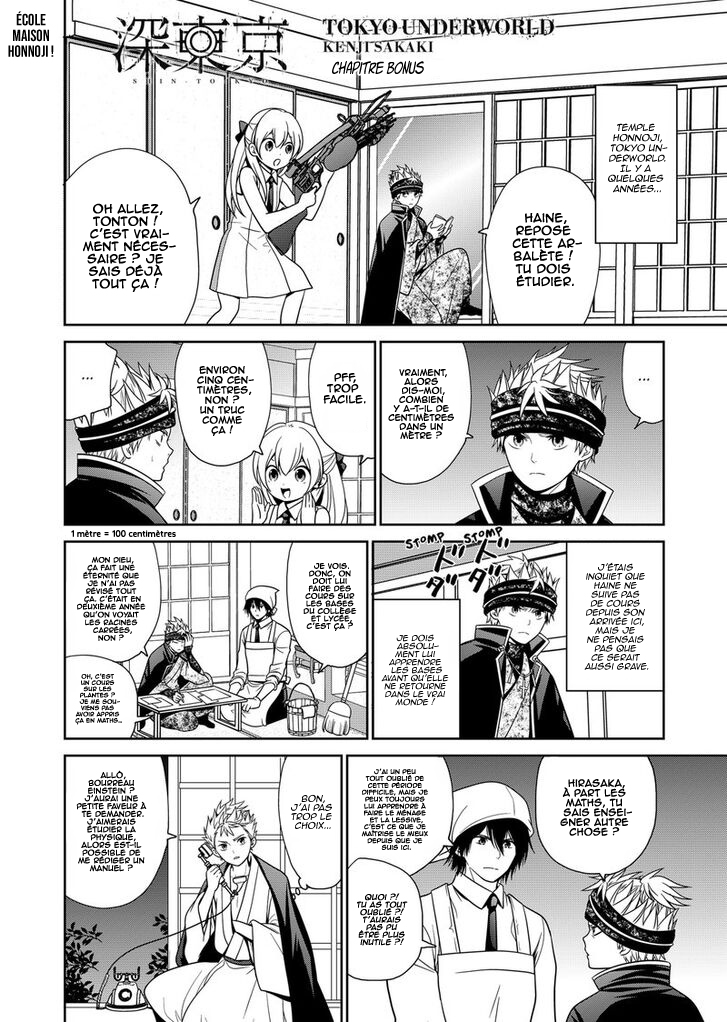 ÉCOLE
MAISON
HONNOJI !
深東京
SHIN-TOKYO
TOKYO UNDERWORLD
KENJI SAKAKI
CHAPITRE BONUS
TEMPLE
HONNOJI,
TOKYO UN-
DERWORLD.
IL Y A
QUELQUES
ANNÉES...
HAINE,
REPOSE
CETTE AR-
BALÈTE !
TU DOIS
ÉTUDIER.
OH ALLEZ,
TONTON !
C'EST VRAI-
MENT NÉCES-
SAIRE ? JE
SAIS DÉJÀ
TOUT ÇA !
...
VRAIMENT,
ALORS
DIS-MOI,
COMBIEN
Y A-T-IL DE
CENTIMÈTRES
DANS UN
MÈTRE ?
PFF,
TROP
FACILE.
ENVIRON
CINQ CEN-
TIMÈTRES,
NON ?
UN TRUC
COMME
ÇA !
...
1 mètre = 100 centimètres
J'ÉTAIS
INQUIET QUE
HAINE NE
SUIVE PAS
DE COURS
DEPUIS SON
ARRIVÉE ICI,
MAIS JE
NE PENSAIS
PAS QUE
CE SERAIT
AUSSI GRAVE.
STOMP
STOMP
ドタ
ドタ
JE DOIS
ABSOLU-
MENT LUI
APPRENDRE
LES BASES
AVANT QU'ELLE
NE RETOURNE
DANS LE VRAI
MONDE !
JE VOIS.
DONC, ON
DOIT LUI
FAIRE DES
COURS SUR
LES BASES
DU COLLÈGE
ET LYCÉE,
C'EST ÇA ?
MON DIEU,
ÇA FAIT UNE
ÉTERNITÉ QUE
JE N'AI PAS
RÉVISÉ TOUT
ÇA. C'ÉTAIT EN
DEUXIÈME ANNÉE
QU'ON VOYAIT
LES RACINES
CARRÉES,
NON ?
OH, C'EST
UN COURS
SUR LES
PLANTES ?
JE ME SOU-
VIENS PAS
AVOIR APPRIS
ÇA EN MATHS...
HIRASAKA,
À PART LES
MATHS, TU
SAIS ENSEI-
GNER AUTRE
CHOSE ?
J'AI UN PEU
TOUT OUBLIÉ DE
CETTE PÉRIODE
DIFFICILE, MAIS JE
PEUX TOUJOURS
LUI APPRENDRE À
FAIRE LE MÉNAGE
ET LA LESSIVE,
C'EST CE QUE JE
MAÎTRISE LE MIEUX
DEPUIS QUE JE
SUIS ICI.
QUOI ?!
TU AS TOUT
OUBLIÉ ?!
T'AURAIS
PAS PU
ÊTRE PLUS
INUTILE ?!
BON,
J'AI PAS
TROP LE
CHOIX...
ALLÔ,
BOURREAU
EINSTEIN ?
J'AURAI UNE
PETITE FAVEUR À
TE DEMANDER.
J'AIMERAIS
ÉTUDIER LA
PHYSIQUE,
ALORS EST-IL
POSSIBLE DE
ME RÉDIGER UN
MANUEL ?